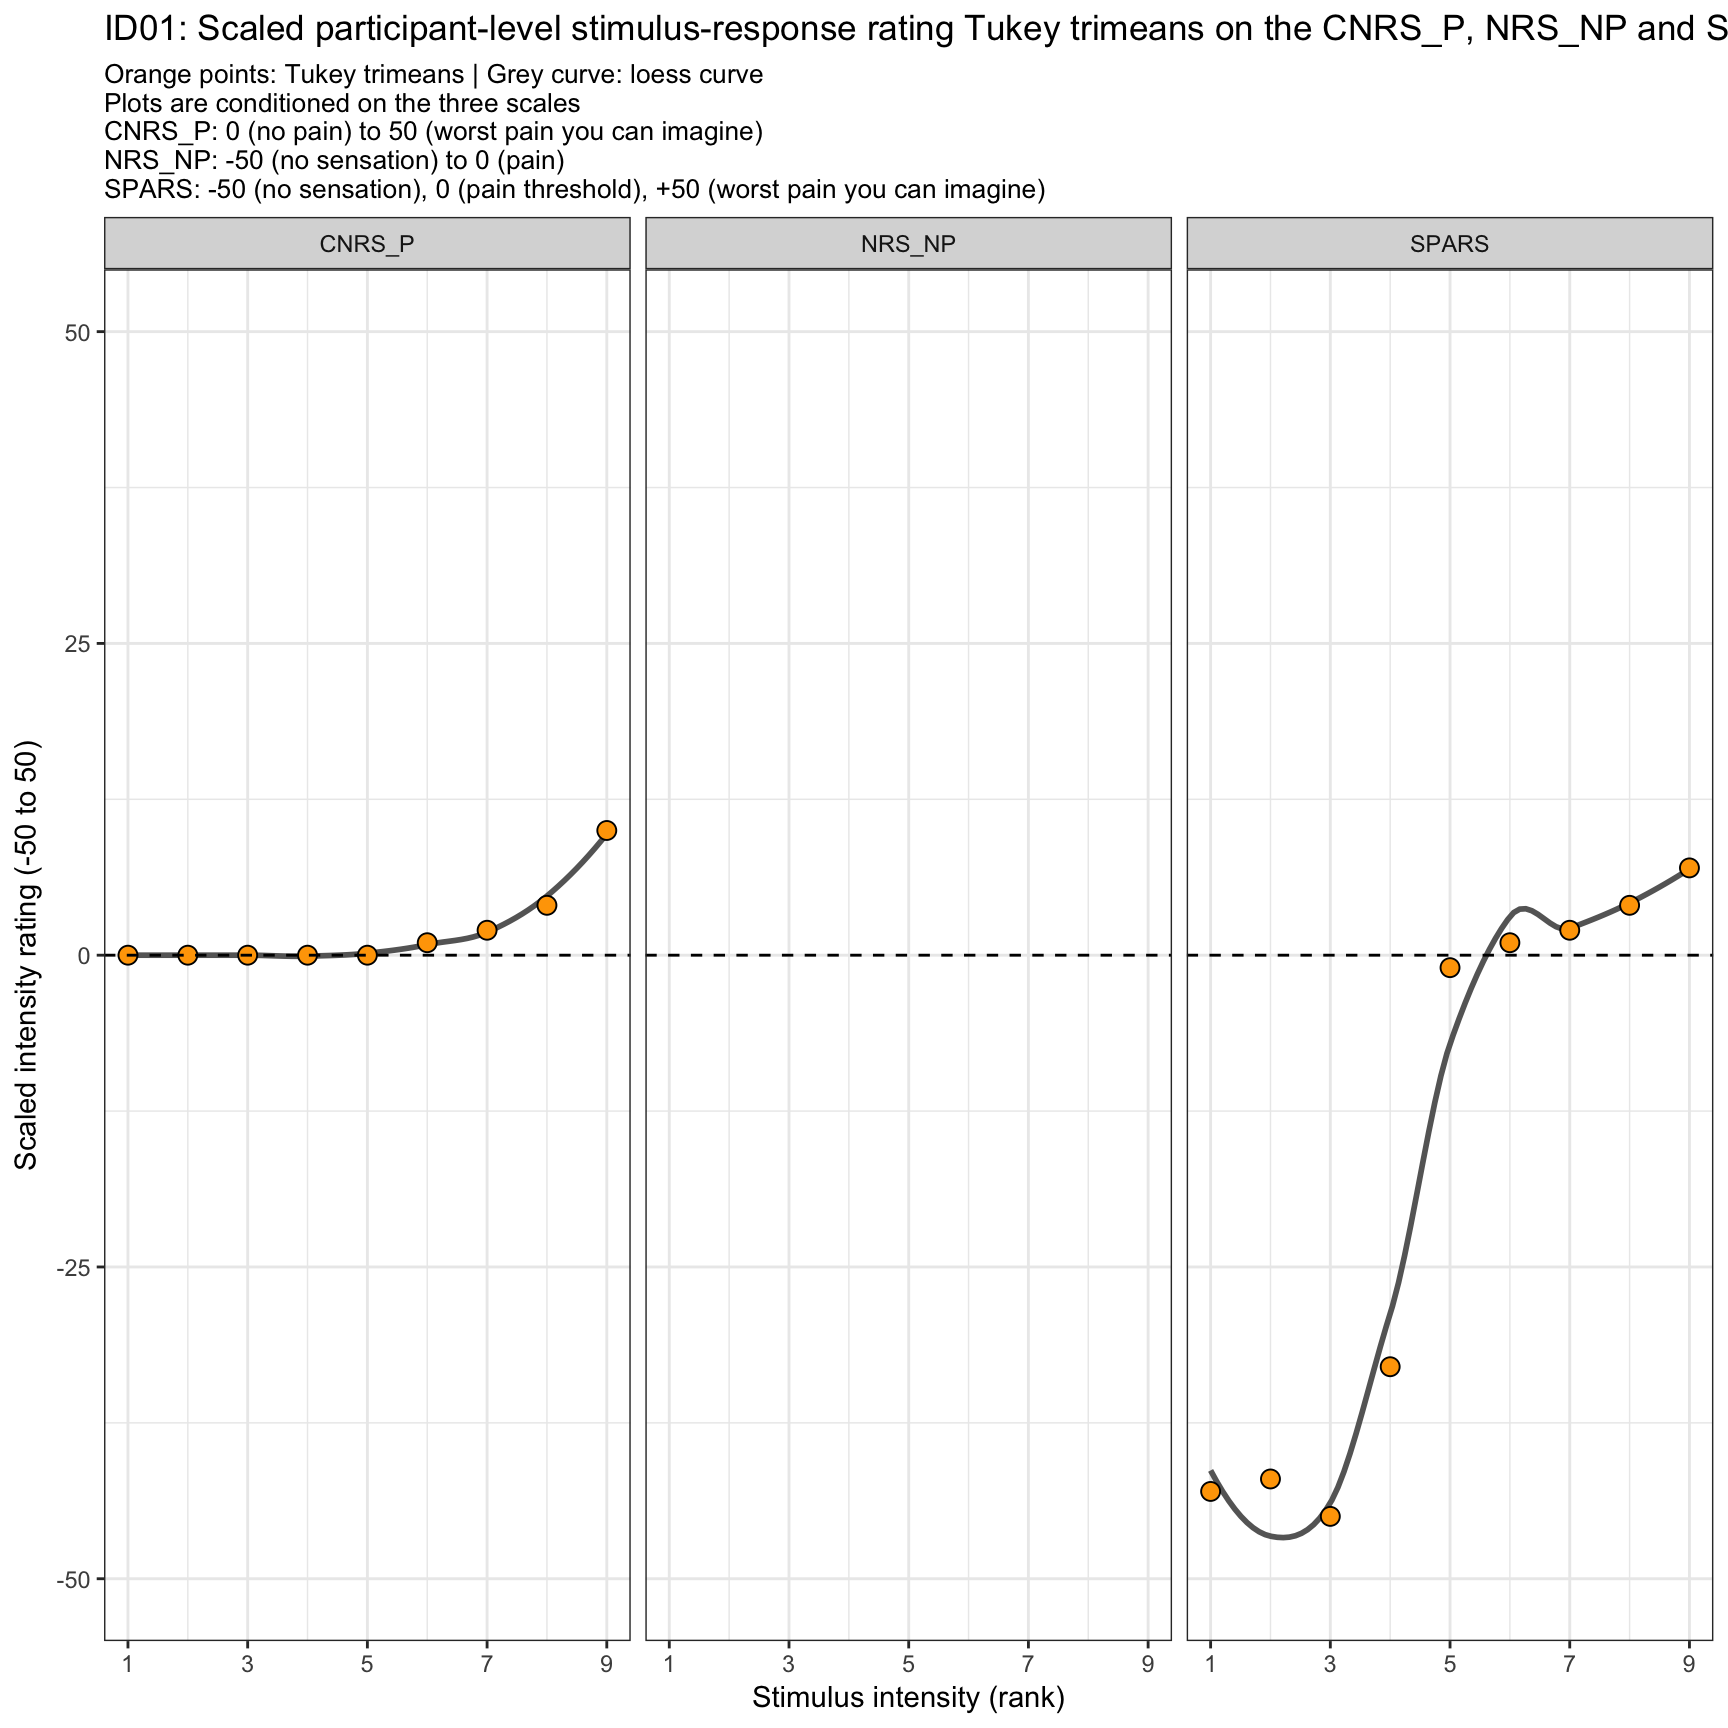 ID01: Scaled participant-level stimulus-response rating Tukey trimeans on the CNRS_P, NRS_NP and S
Orange points: Tukey trimeans | Grey curve: loess curve
Plots are conditioned on the three scales
CNRS_P: 0 (no pain) to 50 (worst pain you can imagine)
NRS_NP: -50 (no sensation) to 0 (pain)
SPARS: -50 (no sensation), 0 (pain threshold), +50 (worst pain you can imagine)
CNRS_P NRS_NP SPARS
50
25
0
-25
-50
Scaled intensity rating (-50 to 50)
1 3 5 7 9 1 3 5 7 9 1 3 5 7 9
Stimulus intensity (rank)